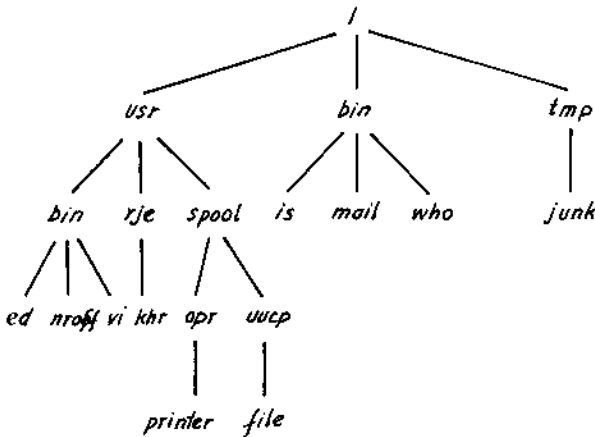 /
usr bin tmp
bin rje spool is mail who junk
ed nroff vi khr opr uucp
printer file